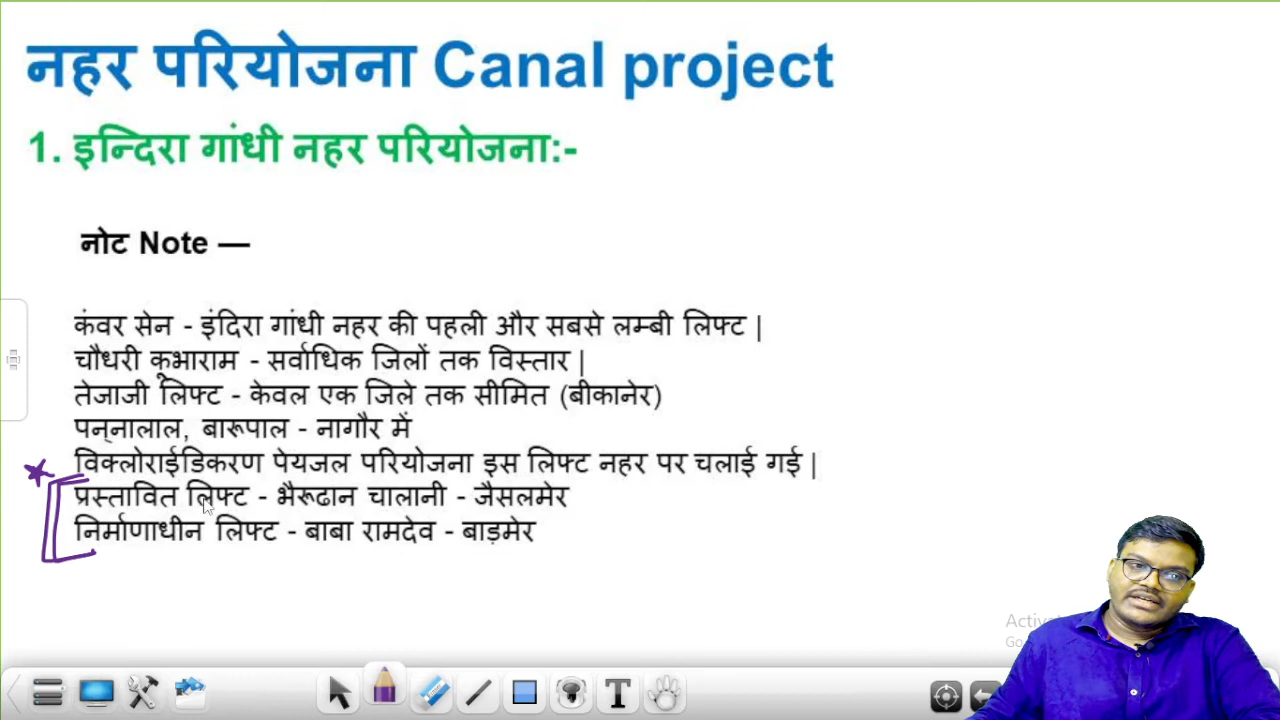 नहर परियोजना Canal project
1. इन्दिरा गांधी नहर परियोजना:-
नोट Note —
कंवर सेन - इंदिरा गांधी नहर की पहली और सबसे लम्बी लिफ्ट |
चौधरी कूभाराम - सर्वाधिक जिलों तक विस्तार |
तेजाजी लिफ्ट - केवल एक जिले तक सीमित (बीकानेर)
पन्नालाल, बारूपाल - नागौर में
विक्लोराईडिकरण पेयजल परियोजना इस लिफ्ट नहर पर चलाई गई |
प्रस्तावित लिफ्ट - भैरूढान चालानी - जैसलमेर
निर्माणाधीन लिफ्ट - बाबा रामदेव - बाड़मेर